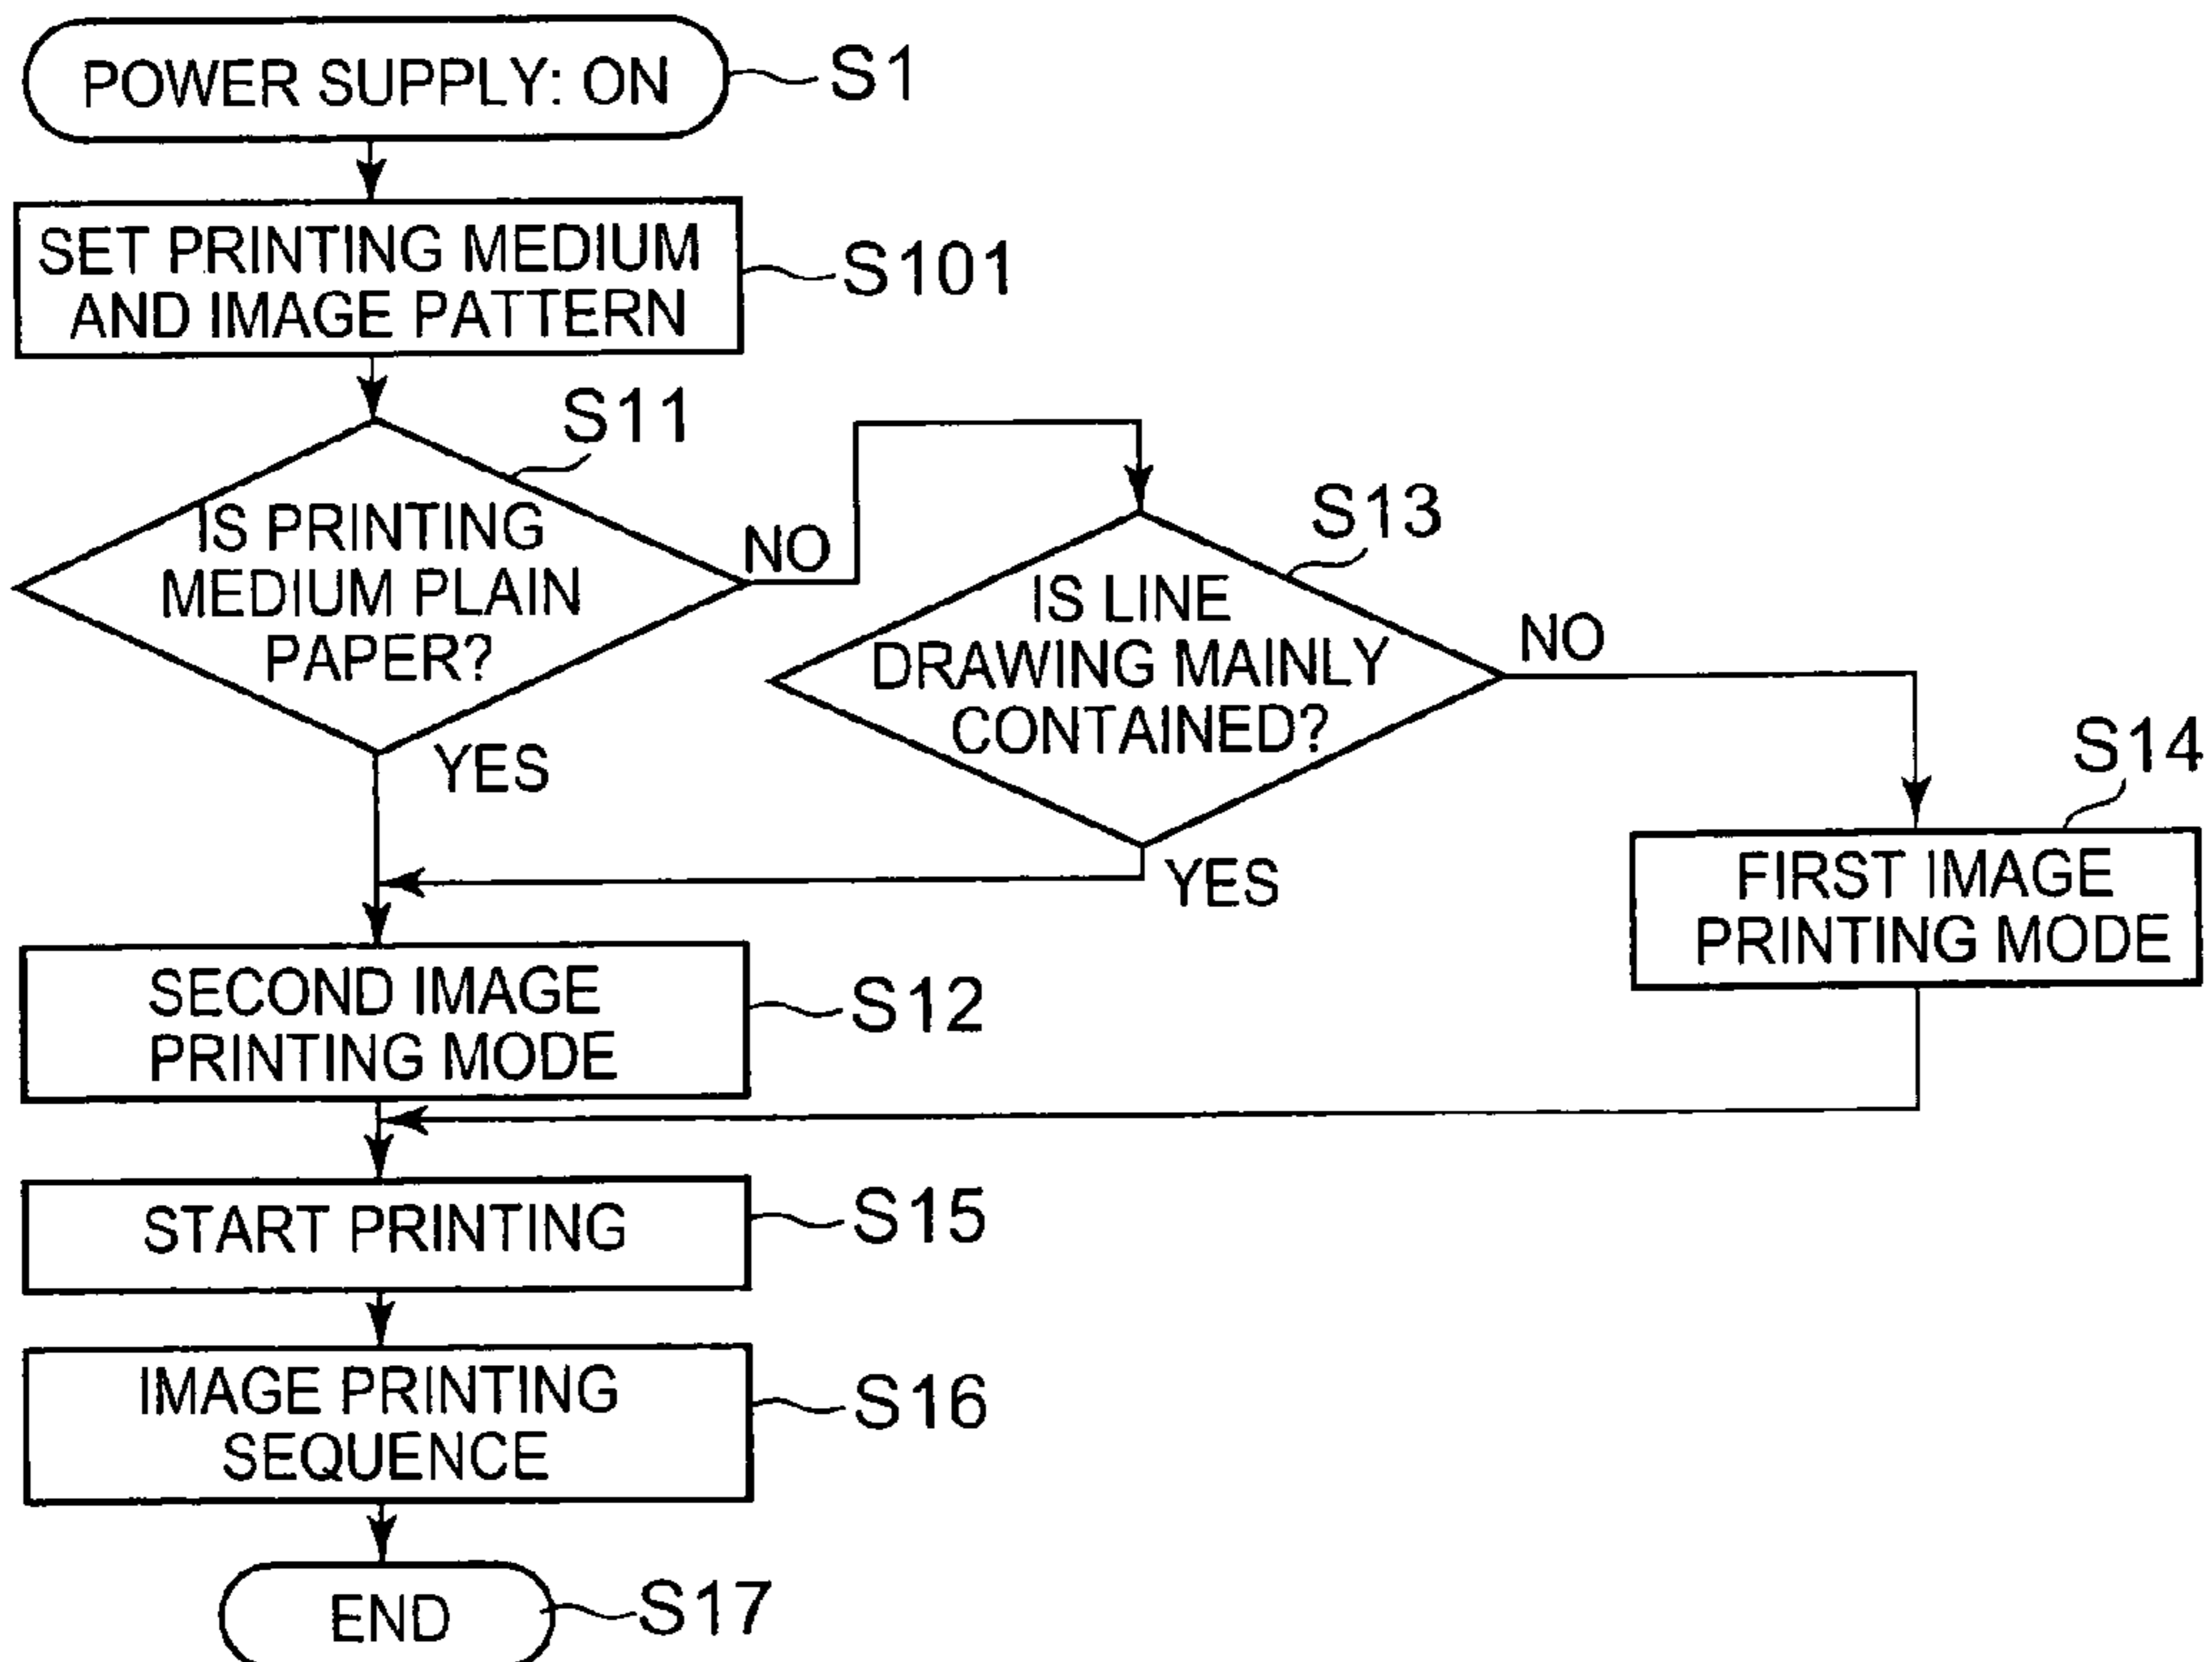 POWER SUPPLY: ON
S1
SET PRINTING MEDIUM
AND IMAGE PATTERN
S101
S11
IS PRINTING
MEDIUM PLAIN
PAPER?
NO
YES
S13
IS LINE
DRAWING MAINLY
CONTAINED?
NO
YES
S14
FIRST IMAGE
PRINTING MODE
SECOND IMAGE
PRINTING MODE
S12
START PRINTING
S15
IMAGE PRINTING
SEQUENCE
S16
END
S17